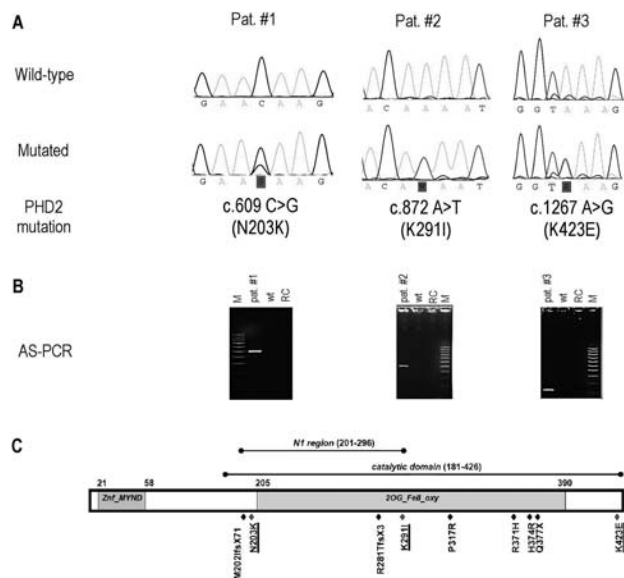 A
Pat. #1 Pat. #2 Pat. #3
Wild-type
G A A C A A G
A C A A A A T
G G T A A A G
Mutated
G A A A A G
A C A A A T
G G T A A G
PHD2 mutation
c.609 C>G (N203K)
c.872 A>T (K291I)
c.1267 A>G (K423E)
B
M pat. #1 wt RC
pat. #2 wt RC M
pat. #3 wt RC M
AS-PCR
C
N1 region (201-296)
catalytic domain (181-426)
21 58 205 390
Znf_MYND 2OG_FeII_oxy
M202IfsX71 N203K R281TfsX3 K291I P317R R371H H374R Q377X K423E